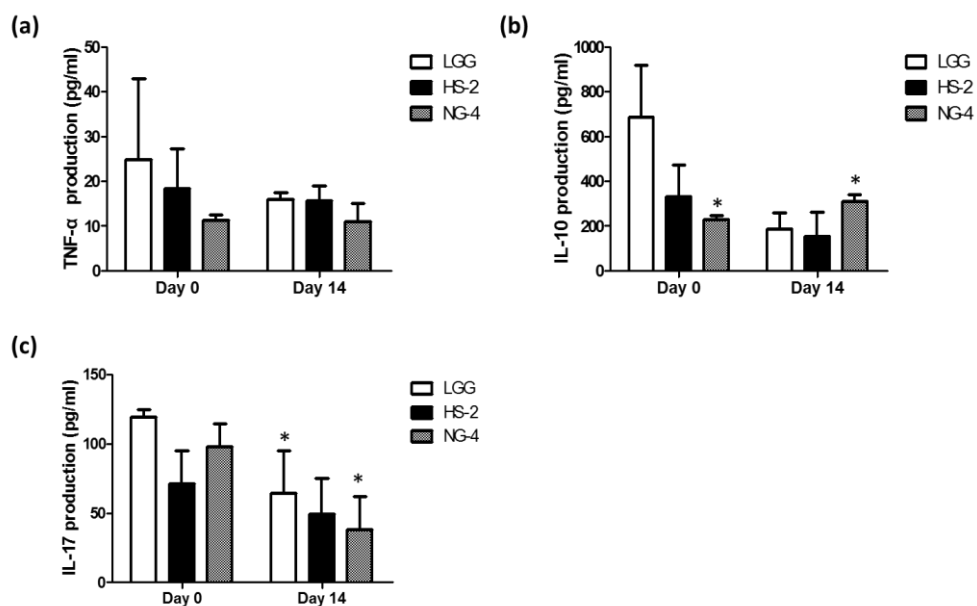 (a)
TNF-α production (pg/ml)
50
40
30
20
10
0
Day 0
Day 14
LGG
HS-2
NG-4
(b)
IL-10 production (pg/ml)
1000
800
600
400
200
0
*
*
Day 0
Day 14
LGG
HS-2
NG-4
(c)
IL-17 production (pg/ml)
150
100
50
0
*
*
Day 0
Day 14
LGG
HS-2
NG-4